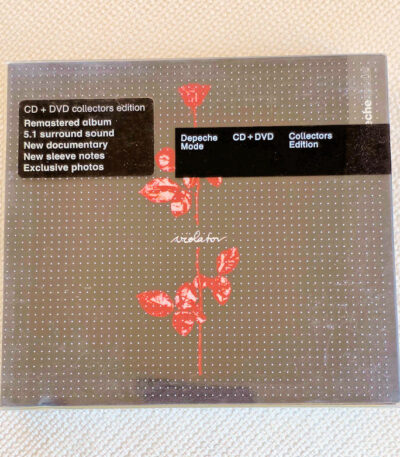 CD + DVD collectors edition
Remastered album
5.1 surround sound
New documentary
New sleeve notes
Exclusive photos
Depeche Mode
CD + DVD
Collectors Edition
violator